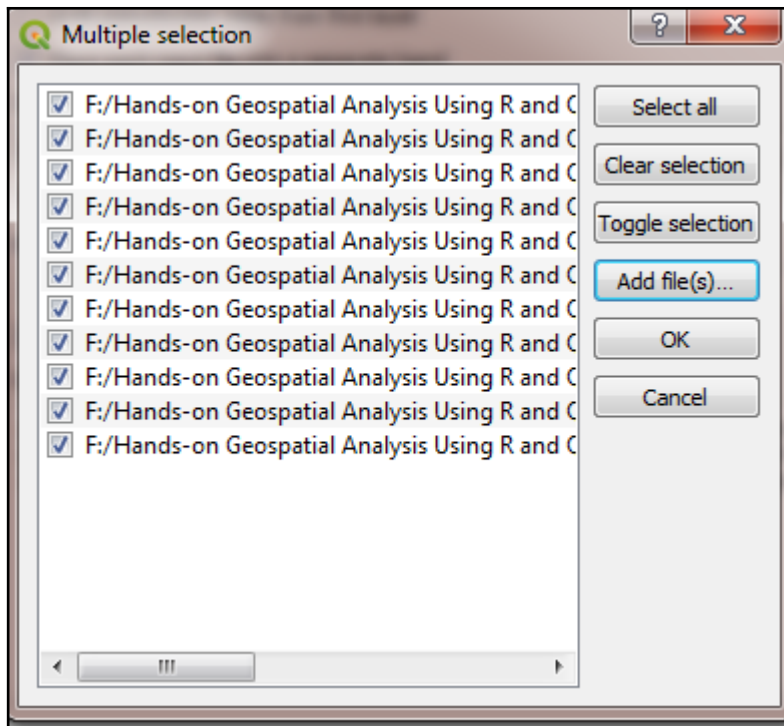 Multiple selection
F:/Hands-on Geospatial Analysis Using R and
F:/Hands-on Geospatial Analysis Using R and
F:/Hands-on Geospatial Analysis Using R and
F:/Hands-on Geospatial Analysis Using R and
F:/Hands-on Geospatial Analysis Using R and
F:/Hands-on Geospatial Analysis Using R and
F:/Hands-on Geospatial Analysis Using R and
F:/Hands-on Geospatial Analysis Using R and
F:/Hands-on Geospatial Analysis Using R and
F:/Hands-on Geospatial Analysis Using R and
F:/Hands-on Geospatial Analysis Using R and
Select all
Clear selection
Toggle selection
Add file(s)...
OK
Cancel